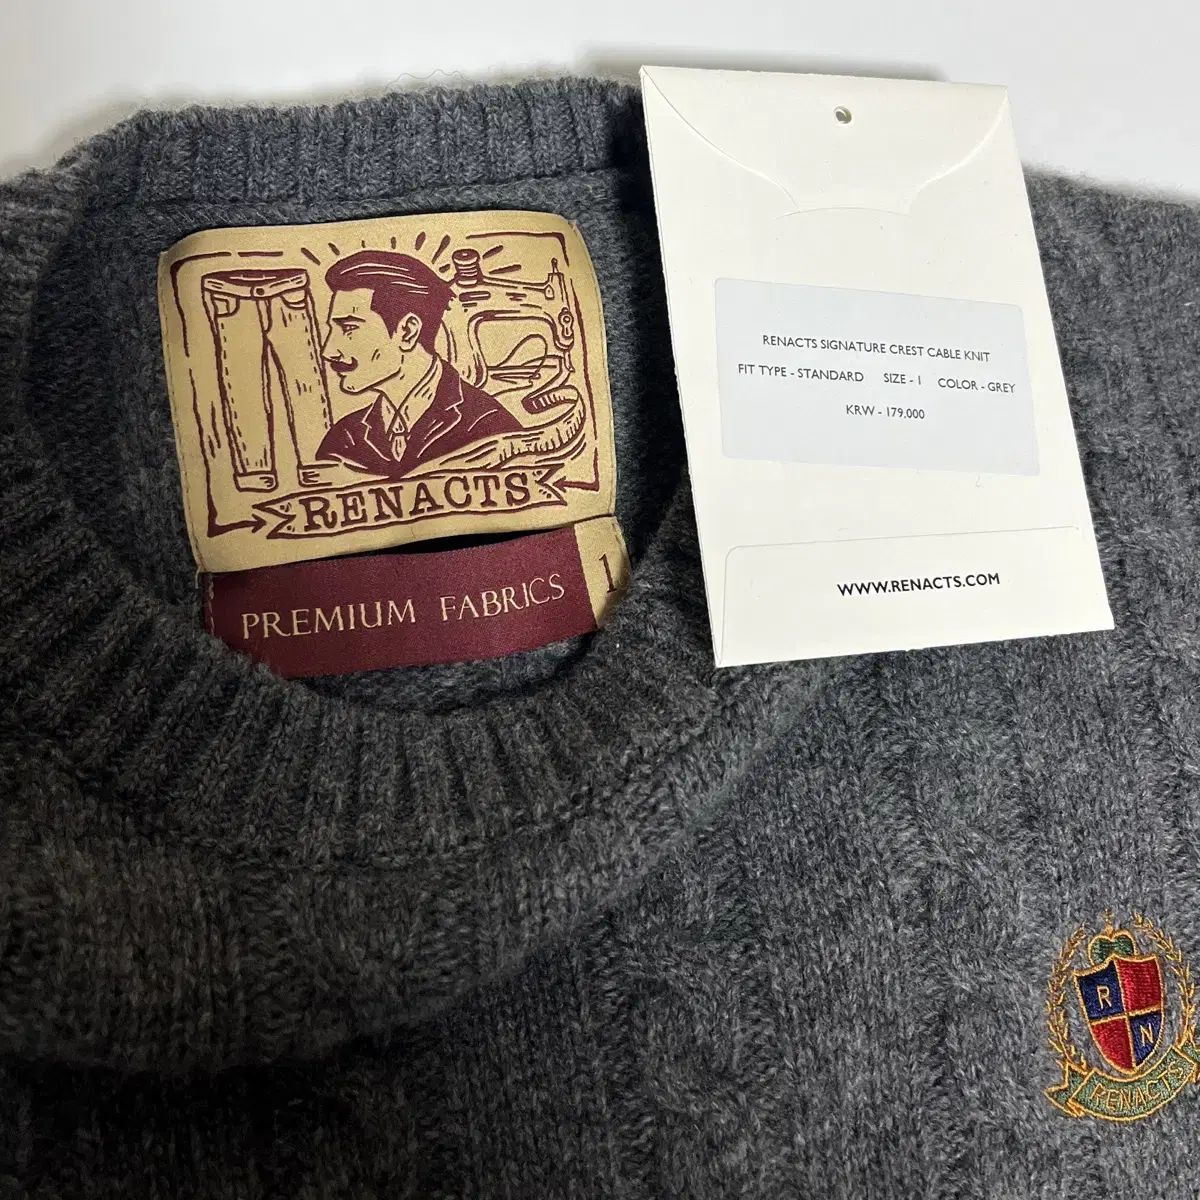 RENACTS
PREMIUM FABRICS 1
RENACTS SIGNATURE CREST CABLE KNIT
FIT TYPE - STANDARD SIZE - 1 COLOR - GREY
KRW - 179,000
WWW.RENACTS.COM
R
N
RENACTS